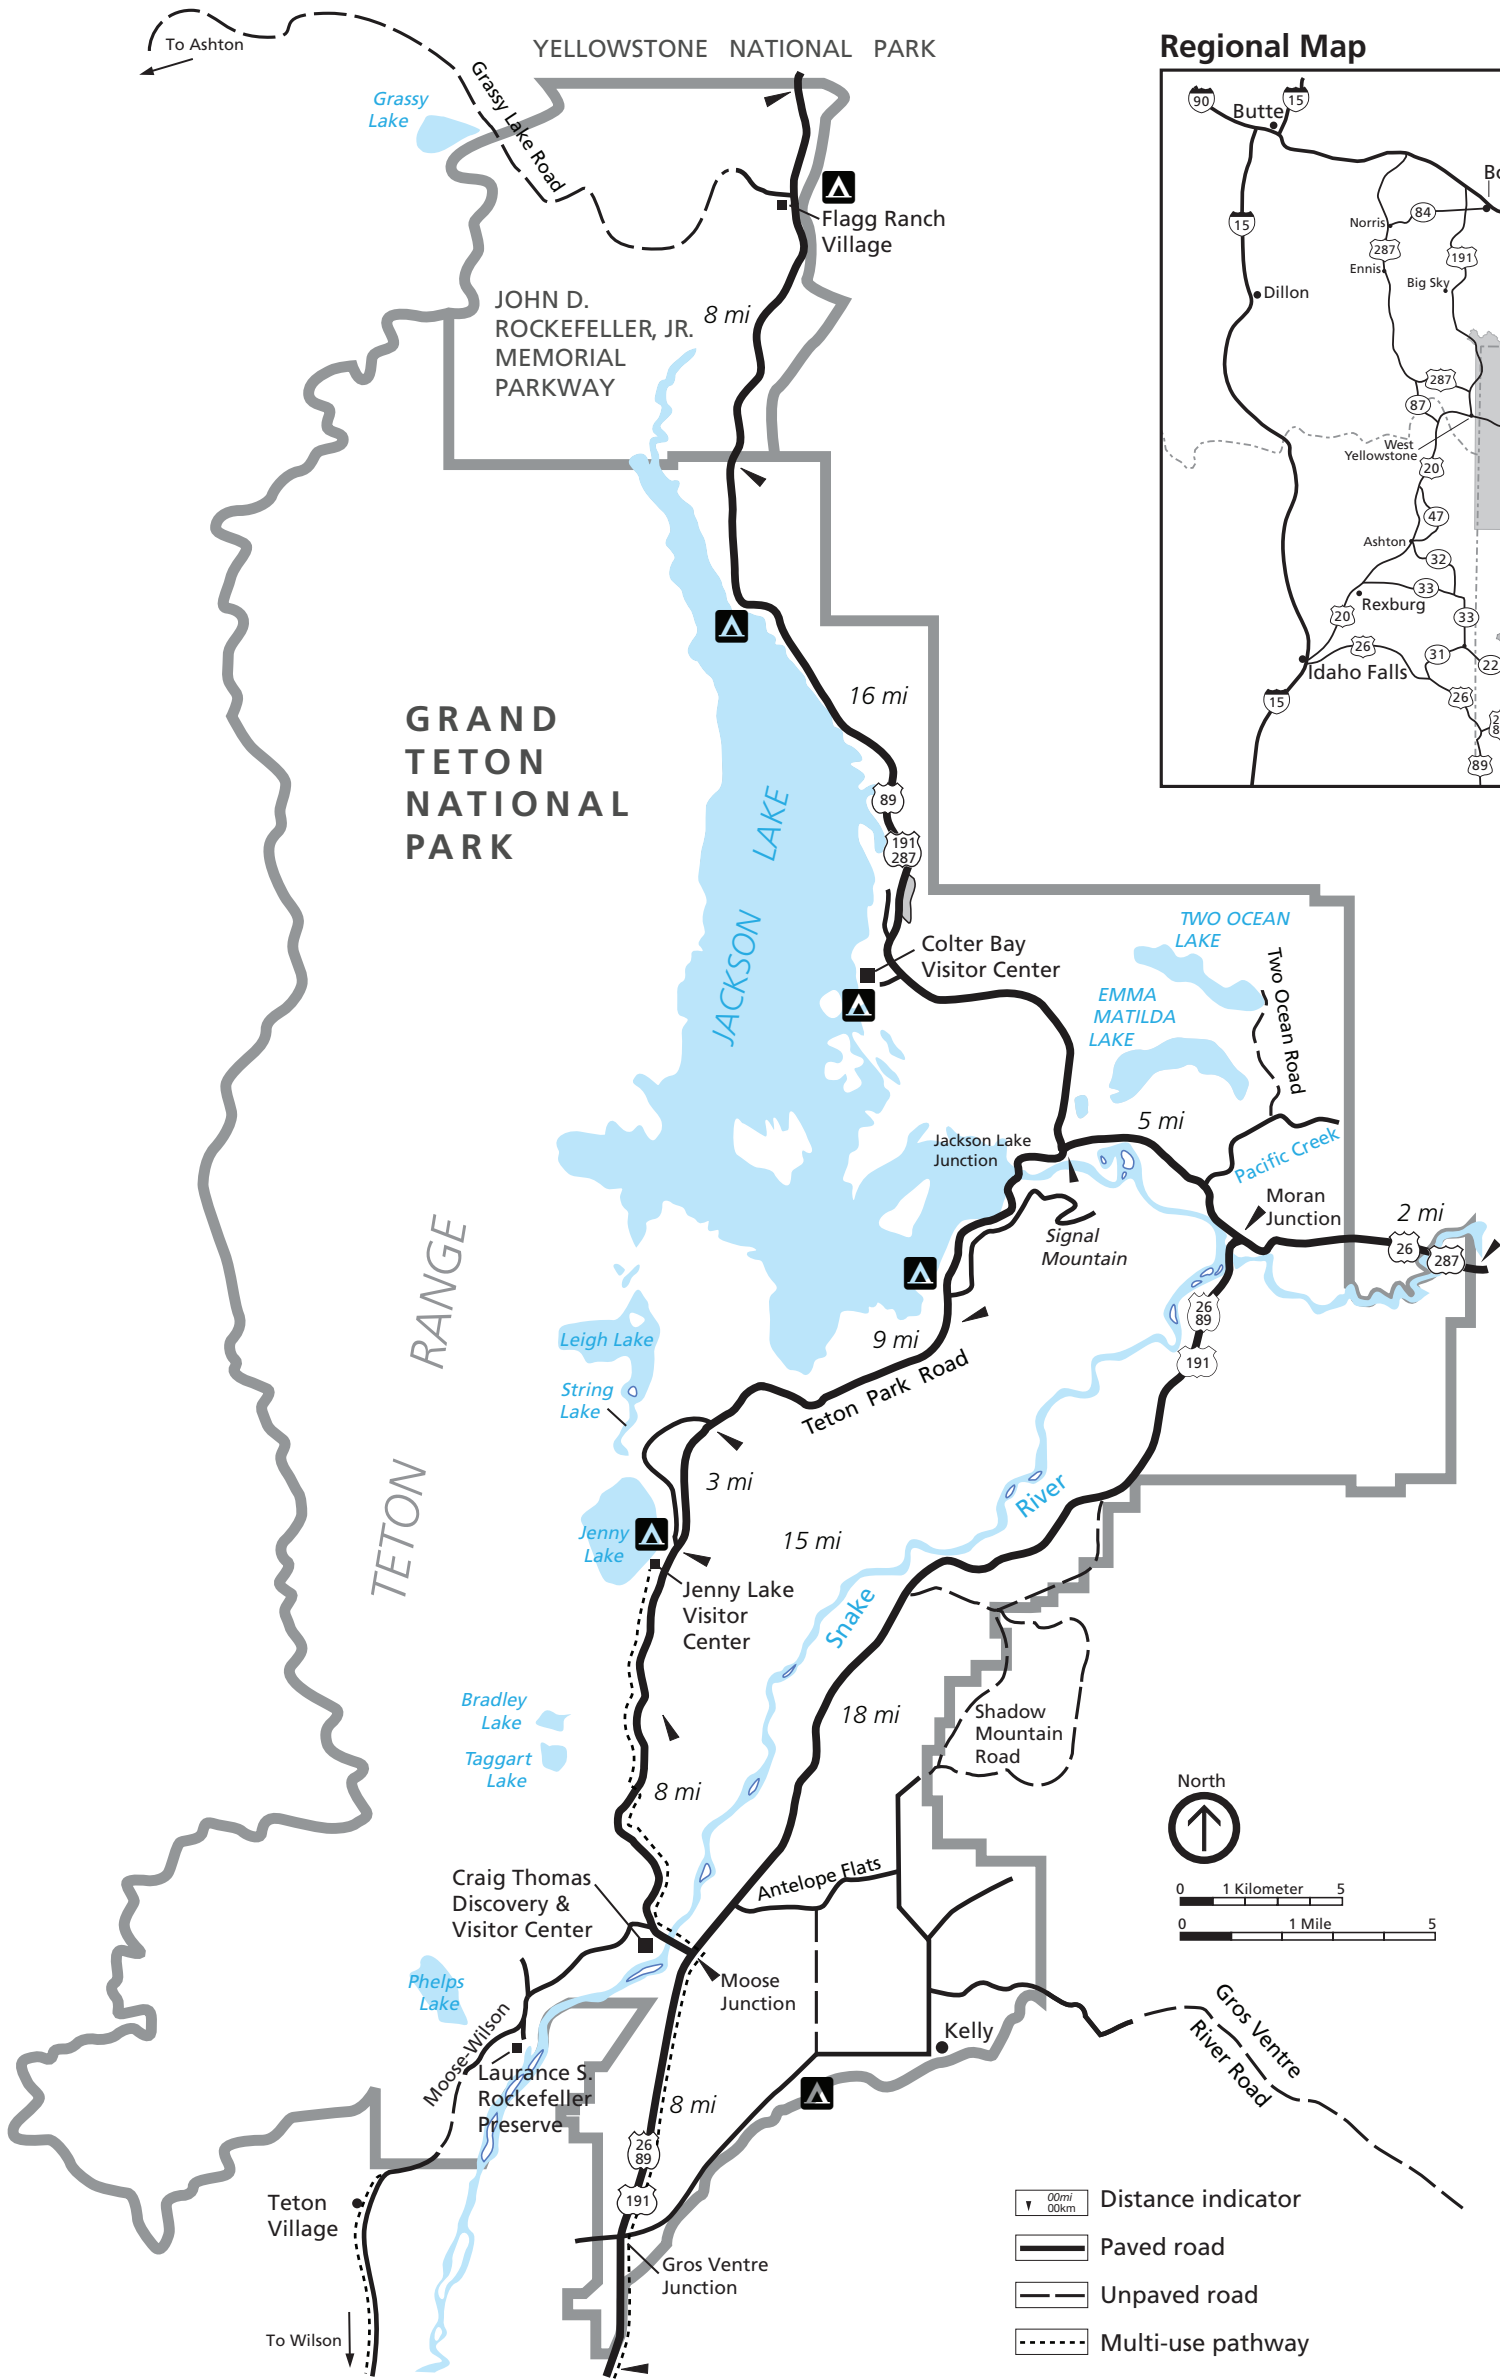 To Ashton
YELLOWSTONE NATIONAL PARK
Grassy
Lake
Grassy Lake Road
Flagg Ranch
Village
JOHN D.
ROCKEFELLER, JR.
MEMORIAL
PARKWAY
8 mi
Regional Map
90
15
Butte
15
84
Norris
287
191
Ennis
Big Sky
Dillon
287
87
West
Yellowstone
20
47
Ashton
32
33
Rexburg
20
33
26
31
22
Idaho Falls
15
26
89
16 mi
GRAND
TETON
NATIONAL
PARK
89
191
287
JACKSON LAKE
Colter Bay
Visitor Center
TWO OCEAN
LAKE
Two Ocean Road
EMMA
MATILDA
LAKE
5 mi
Jackson Lake
Junction
Pacific Creek
Moran
Junction
2 mi
26
287
Signal
Mountain
26
89
191
9 mi
Teton Park Road
TETON RANGE
Leigh Lake
String
Lake
3 mi
Jenny
Lake
15 mi
Snake River
Jenny Lake
Visitor
Center
Bradley
Lake
Taggart
Lake
18 mi
Shadow
Mountain
Road
8 mi
North
0 1 Kilometer 5
0 1 Mile 5
Antelope Flats
Craig Thomas
Discovery &
Visitor Center
Phelps
Lake
Moose
Junction
Moose-Wilson
Kelly
Gros Ventre
River Road
Laurance S.
Rockefeller
Preserve
8 mi
26
89
191
Teton
Village
Gros Ventre
Junction
To Wilson
00mi
00km
Distance indicator
Paved road
Unpaved road
Multi-use pathway